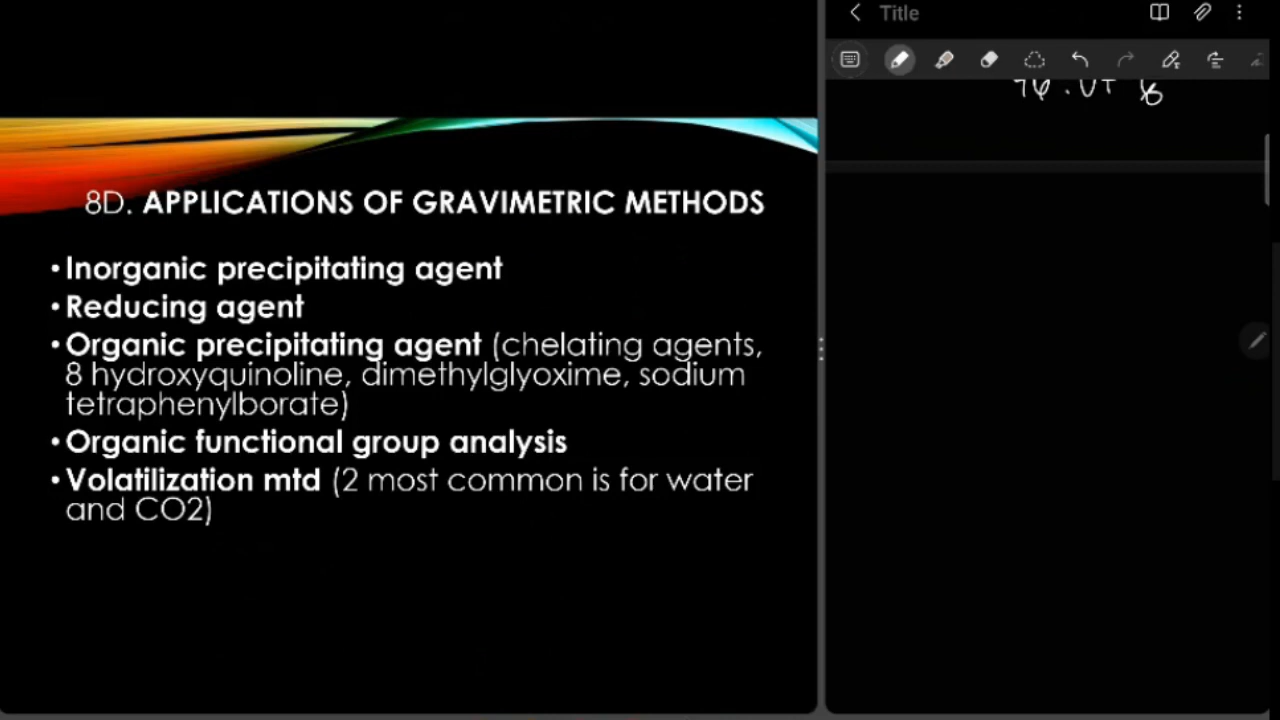 Title
8D. APPLICATIONS OF GRAVIMETRIC METHODS
•Inorganic precipitating agent
•Reducing agent
•Organic precipitating agent (chelating agents,
8 hydroxyquinoline, dimethylglyoxime, sodium
tetraphenylborate)
•Organic functional group analysis
•Volatilization mtd (2 most common is for water
and CO2)